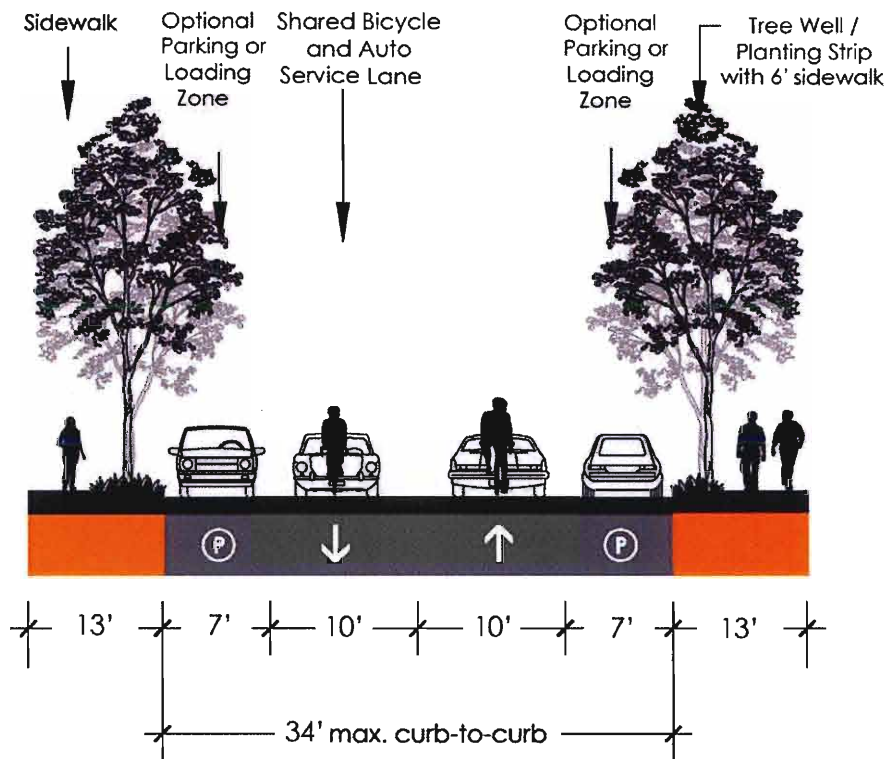 Sidewalk
Optional
Parking or
Loading
Zone
Shared Bicycle
and Auto
Service Lane
Optional
Parking or
Loading
Zone
Tree Well /
Planting Strip
with 6' sidewalk
P
P
13'
7'
10'
10'
7'
13'
34' max. curb-to-curb